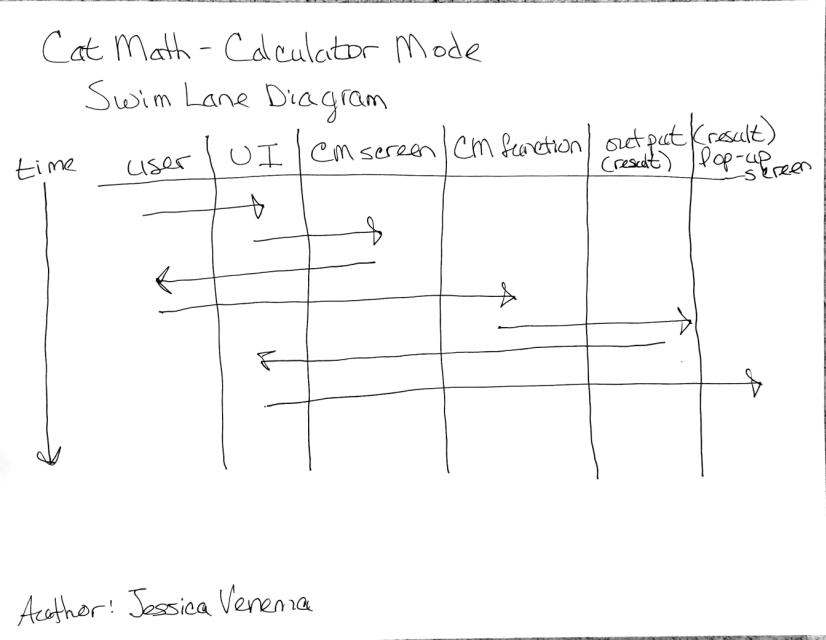 Cat Math - Calculator Mode
Swim Lane Diagram
time user UI CM screen CM function output (result)
(result) Pop-up
screen
Author: Jessica Venema